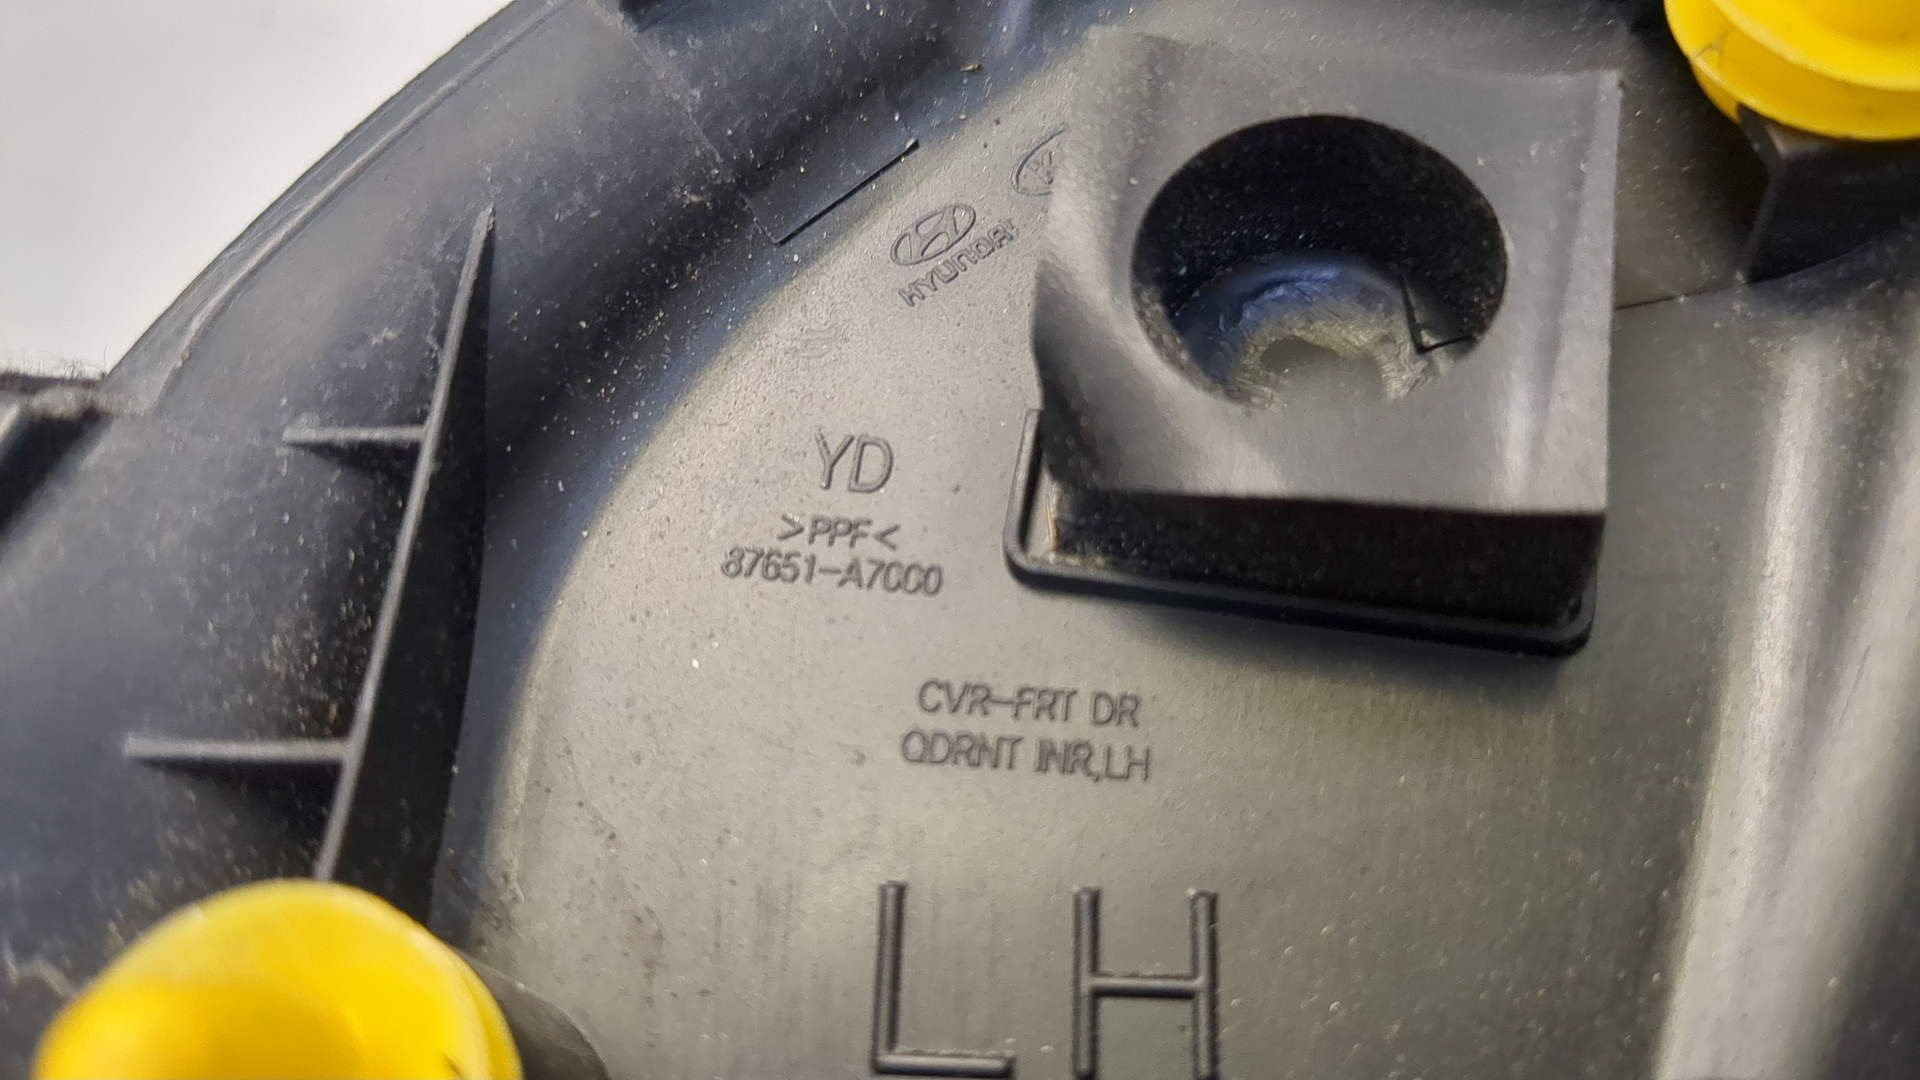 HYUNDAI
YD
>PPF<
87651-A7000
CVR-FRT DR
QDRNT INR,LH
LH